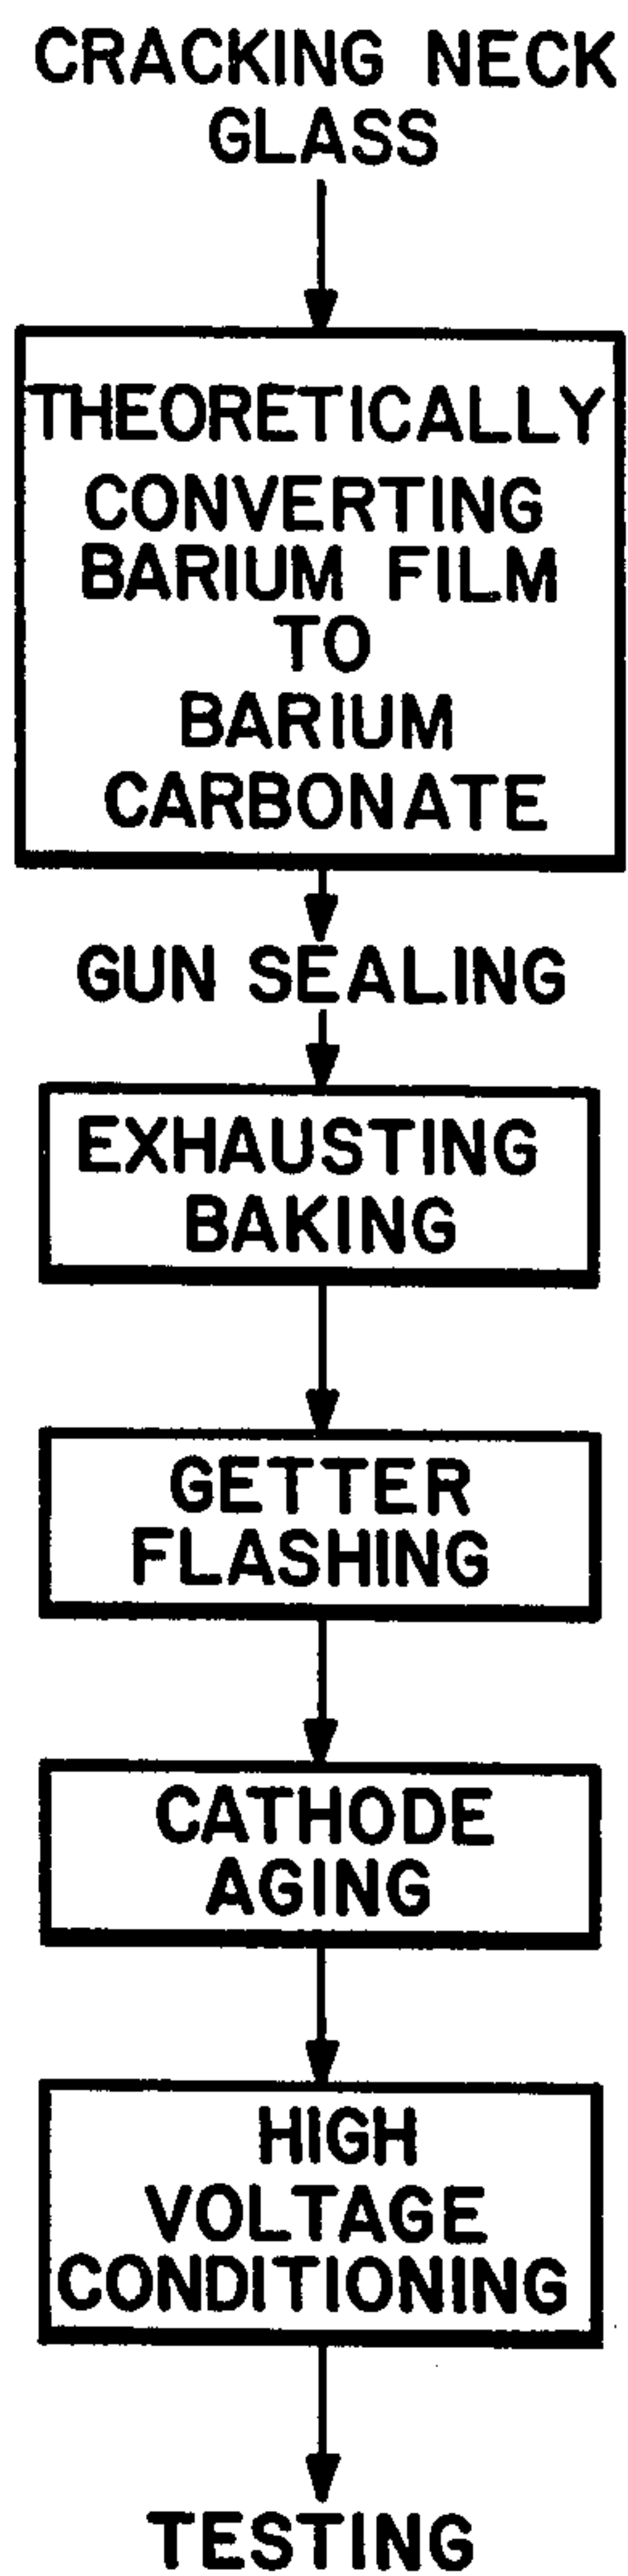 CRACKING NECK
GLASS
THEORETICALLY
CONVERTING
BARIUM FILM
TO
BARIUM
CARBONATE
GUN SEALING
EXHAUSTING
BAKING
GETTER
FLASHING
CATHODE
AGING
HIGH
VOLTAGE
CONDITIONING
TESTING